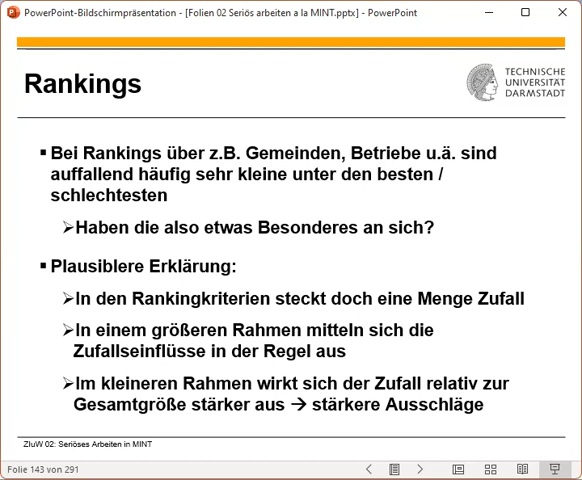 PowerPoint-Bildschirmpräsentation - [Folien 02 Seriös arbeiten a la MINT.pptx] - PowerPoint
Rankings
TECHNISCHE
UNIVERSITÄT
DARMSTADT
▪ Bei Rankings über z.B. Gemeinden, Betriebe u.ä. sind
auffallend häufig sehr kleine unter den besten /
schlechtesten
➢Haben die also etwas Besonderes an sich?
▪ Plausiblere Erklärung:
➢In den Rankingkriterien steckt doch eine Menge Zufall
➢In einem größeren Rahmen mitteln sich die
Zufallseinflüsse in der Regel aus
➢Im kleineren Rahmen wirkt sich der Zufall relativ zur
Gesamtgröße stärker aus → stärkere Ausschläge
ZIuW 02: Seriöses Arbeiten in MINT
Folie 143 von 291